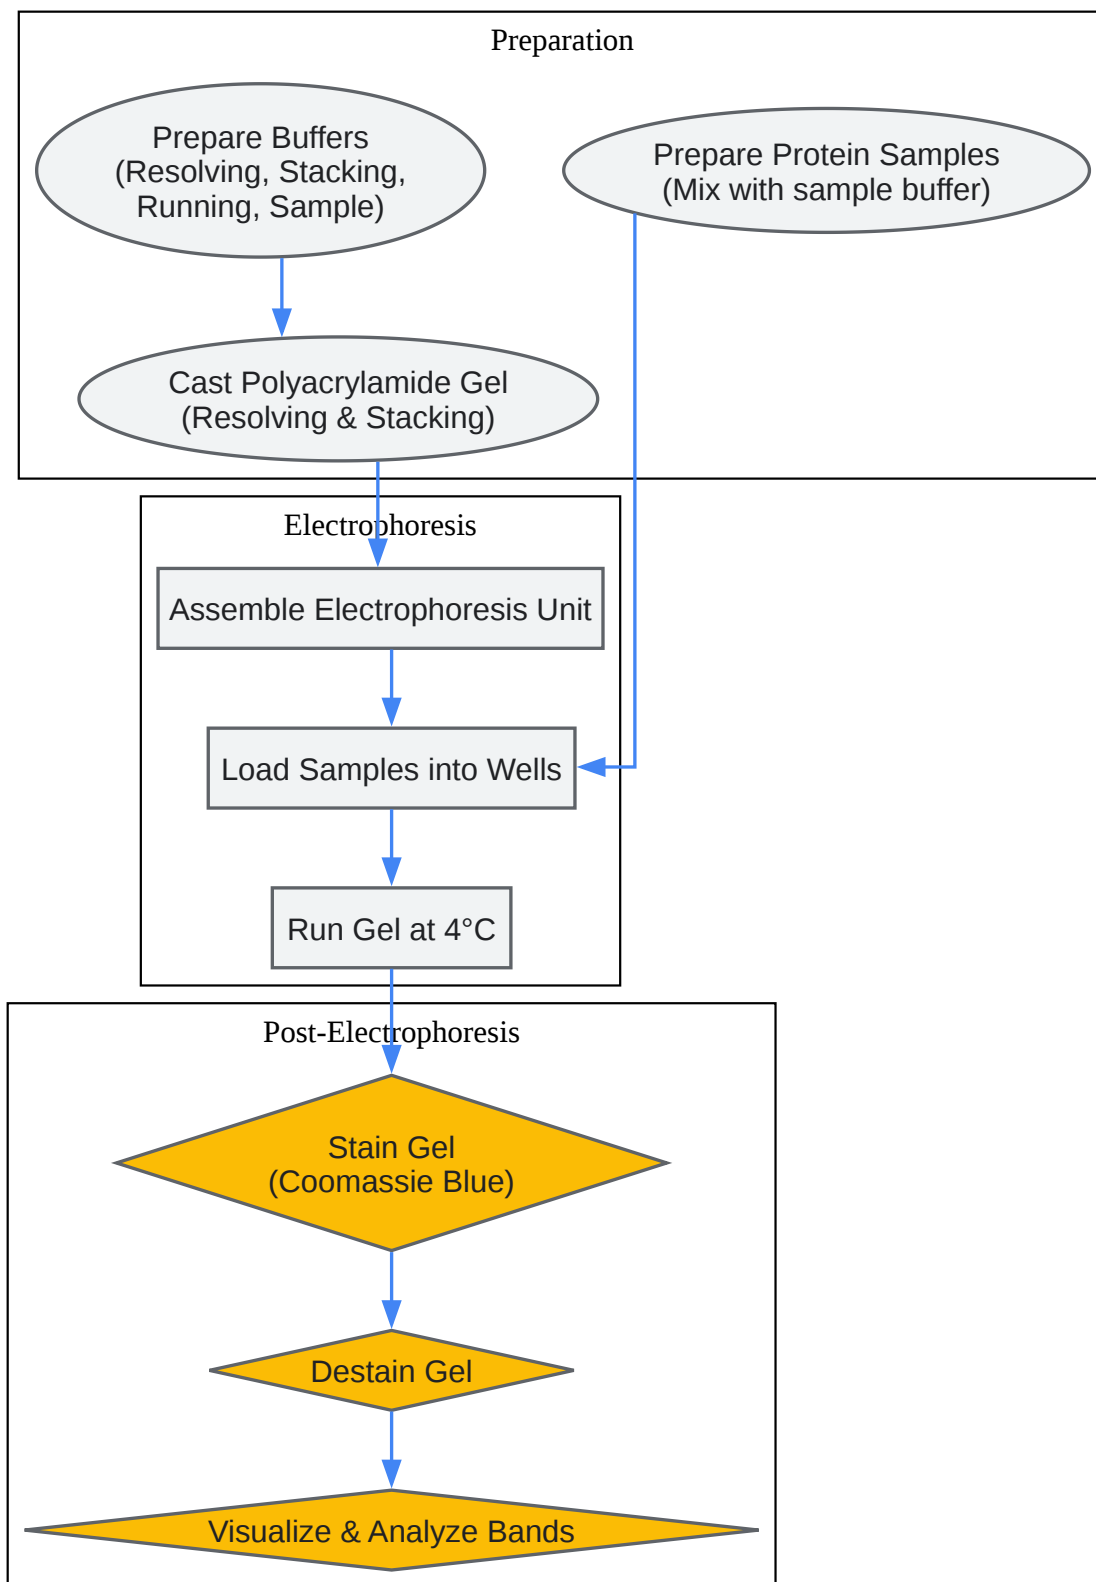 Preparation
Prepare Buffers
(Resolving, Stacking,
Running, Sample)
Prepare Protein Samples
(Mix with sample buffer)
Cast Polyacrylamide Gel
(Resolving & Stacking)
Electrophoresis
Assemble Electrophoresis Unit
Load Samples into Wells
Run Gel at 4°C
Post-Electrophoresis
Stain Gel
(Coomassie Blue)
Destain Gel
Visualize & Analyze Bands